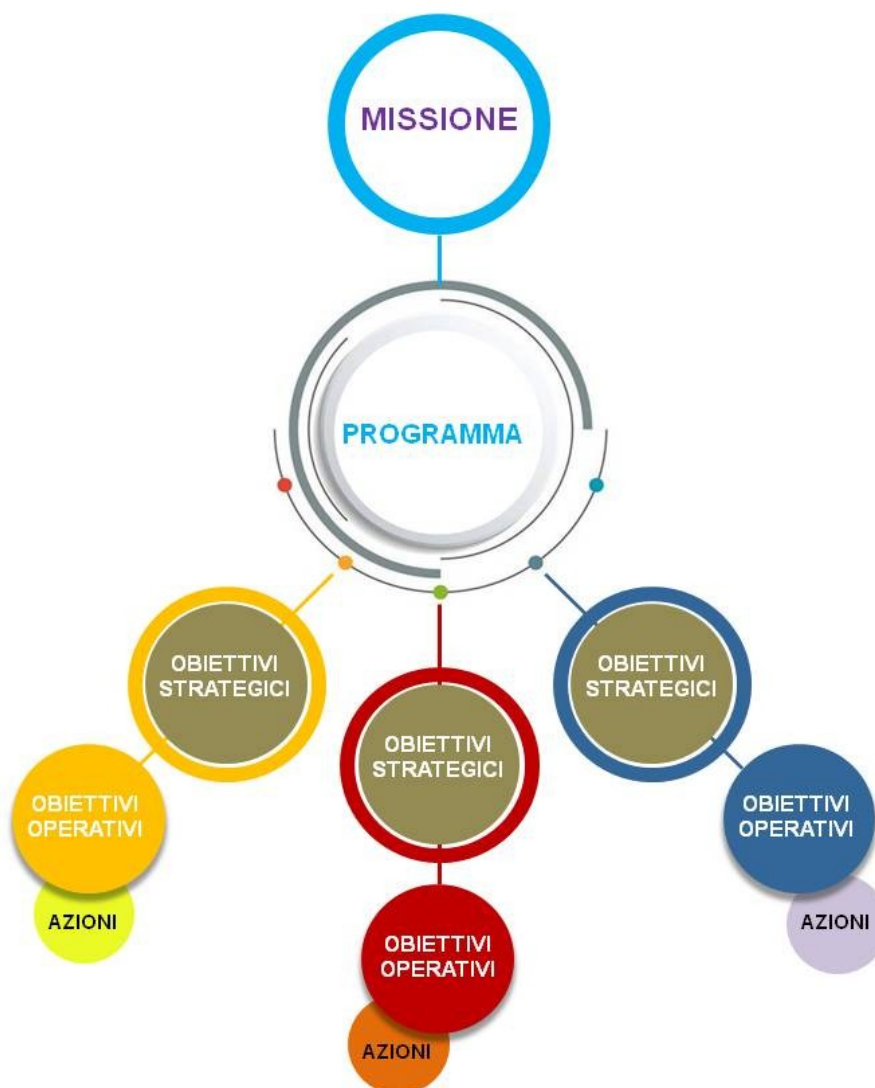 MISSIONE
PROGRAMMA
OBIETTIVI
STRATEGICI
OBIETTIVI
STRATEGICI
OBIETTIVI
STRATEGICI
OBIETTIVI
OPERATIVI
OBIETTIVI
OPERATIVI
AZIONI
AZIONI
OBIETTIVI
OPERATIVI
AZIONI